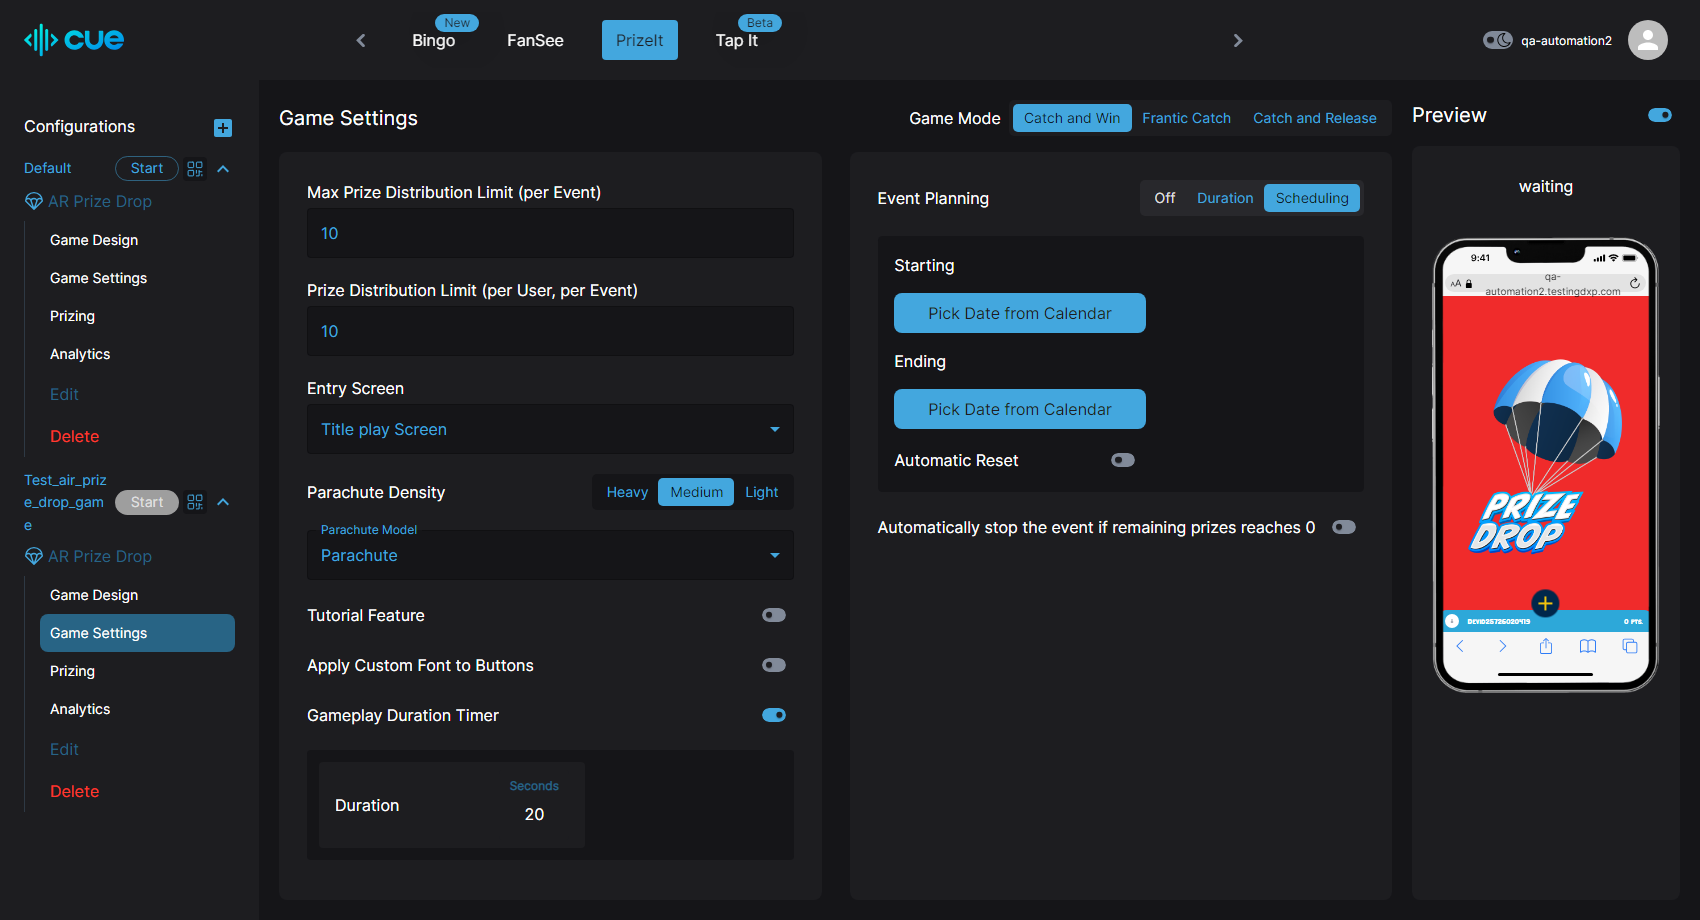 cue
New
Bingo
FanSee
PrizeIt
Beta
Tap It
qa-automation2
Configurations
Default
Start
AR Prize Drop
Game Design
Game Settings
Prizing
Analytics
Edit
Delete
Test_air_priz
e_drop_gam
e
Start
AR Prize Drop
Game Design
Game Settings
Prizing
Analytics
Edit
Delete
Game Settings
Game Mode
Catch and Win
Frantic Catch
Catch and Release
Max Prize Distribution Limit (per Event)
10
Prize Distribution Limit (per User, per Event)
10
Entry Screen
Title play Screen
Parachute Density
Heavy
Medium
Light
Parachute Model
Parachute
Tutorial Feature
Apply Custom Font to Buttons
Gameplay Duration Timer
Duration
Seconds
20
Event Planning
Off
Duration
Scheduling
Starting
Pick Date from Calendar
Ending
Pick Date from Calendar
Automatic Reset
Automatically stop the event if remaining prizes reaches 0
Preview
waiting
9:41
AA
qa-
automation2.testingdxp.com
PRIZE
DROP
0 PTS.